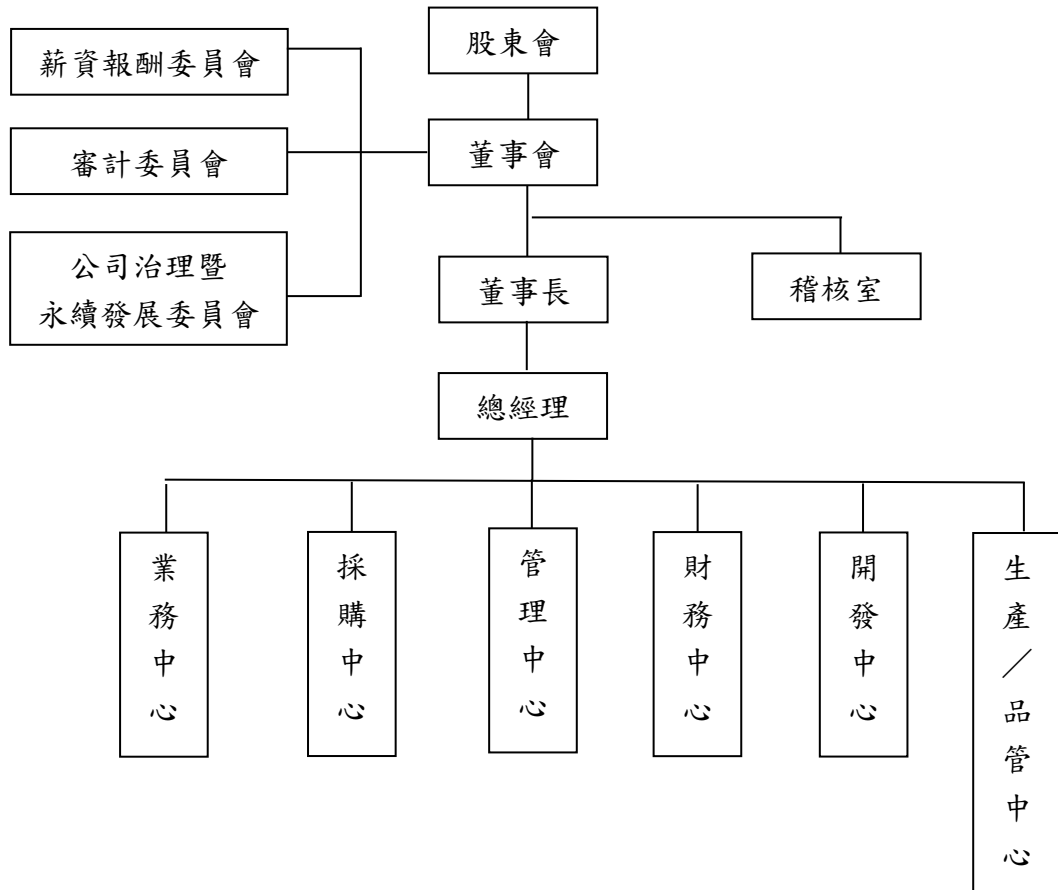 股東會
薪資報酬委員會
董事會
審計委員會
公司治理暨
永續發展委員會
董事長
稽核室
總經理
業務中心
採購中心
管理中心
財務中心
開發中心
生產／品管中心